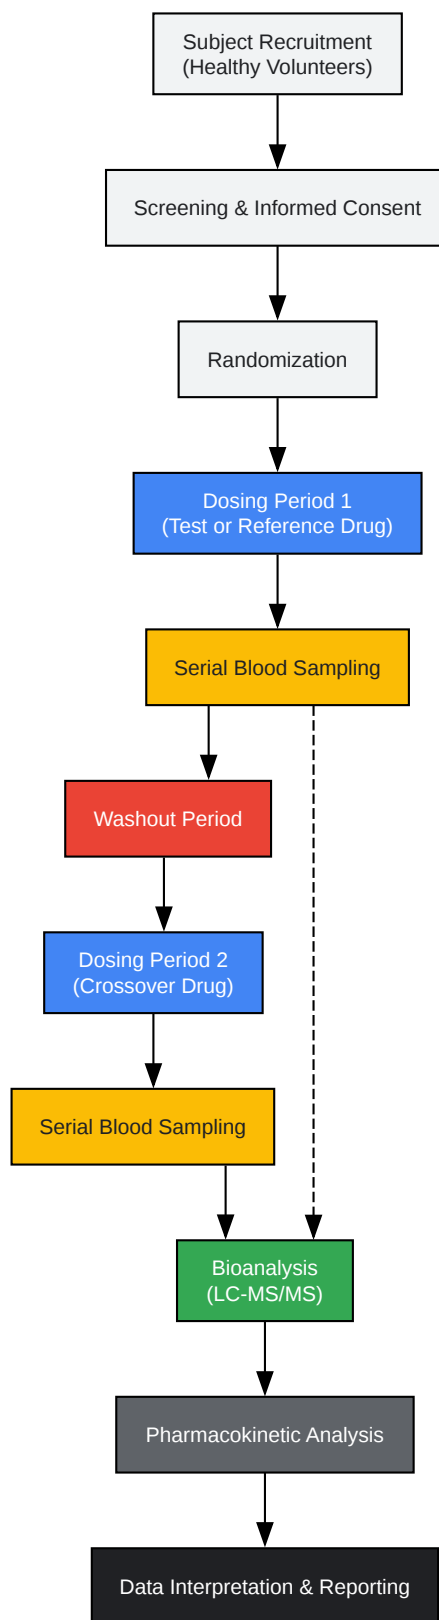 Subject Recruitment
(Healthy Volunteers)
Screening & Informed Consent
Randomization
Dosing Period 1
(Test or Reference Drug)
Serial Blood Sampling
Washout Period
Dosing Period 2
(Crossover Drug)
Serial Blood Sampling
Bioanalysis
(LC-MS/MS)
Pharmacokinetic Analysis
Data Interpretation & Reporting